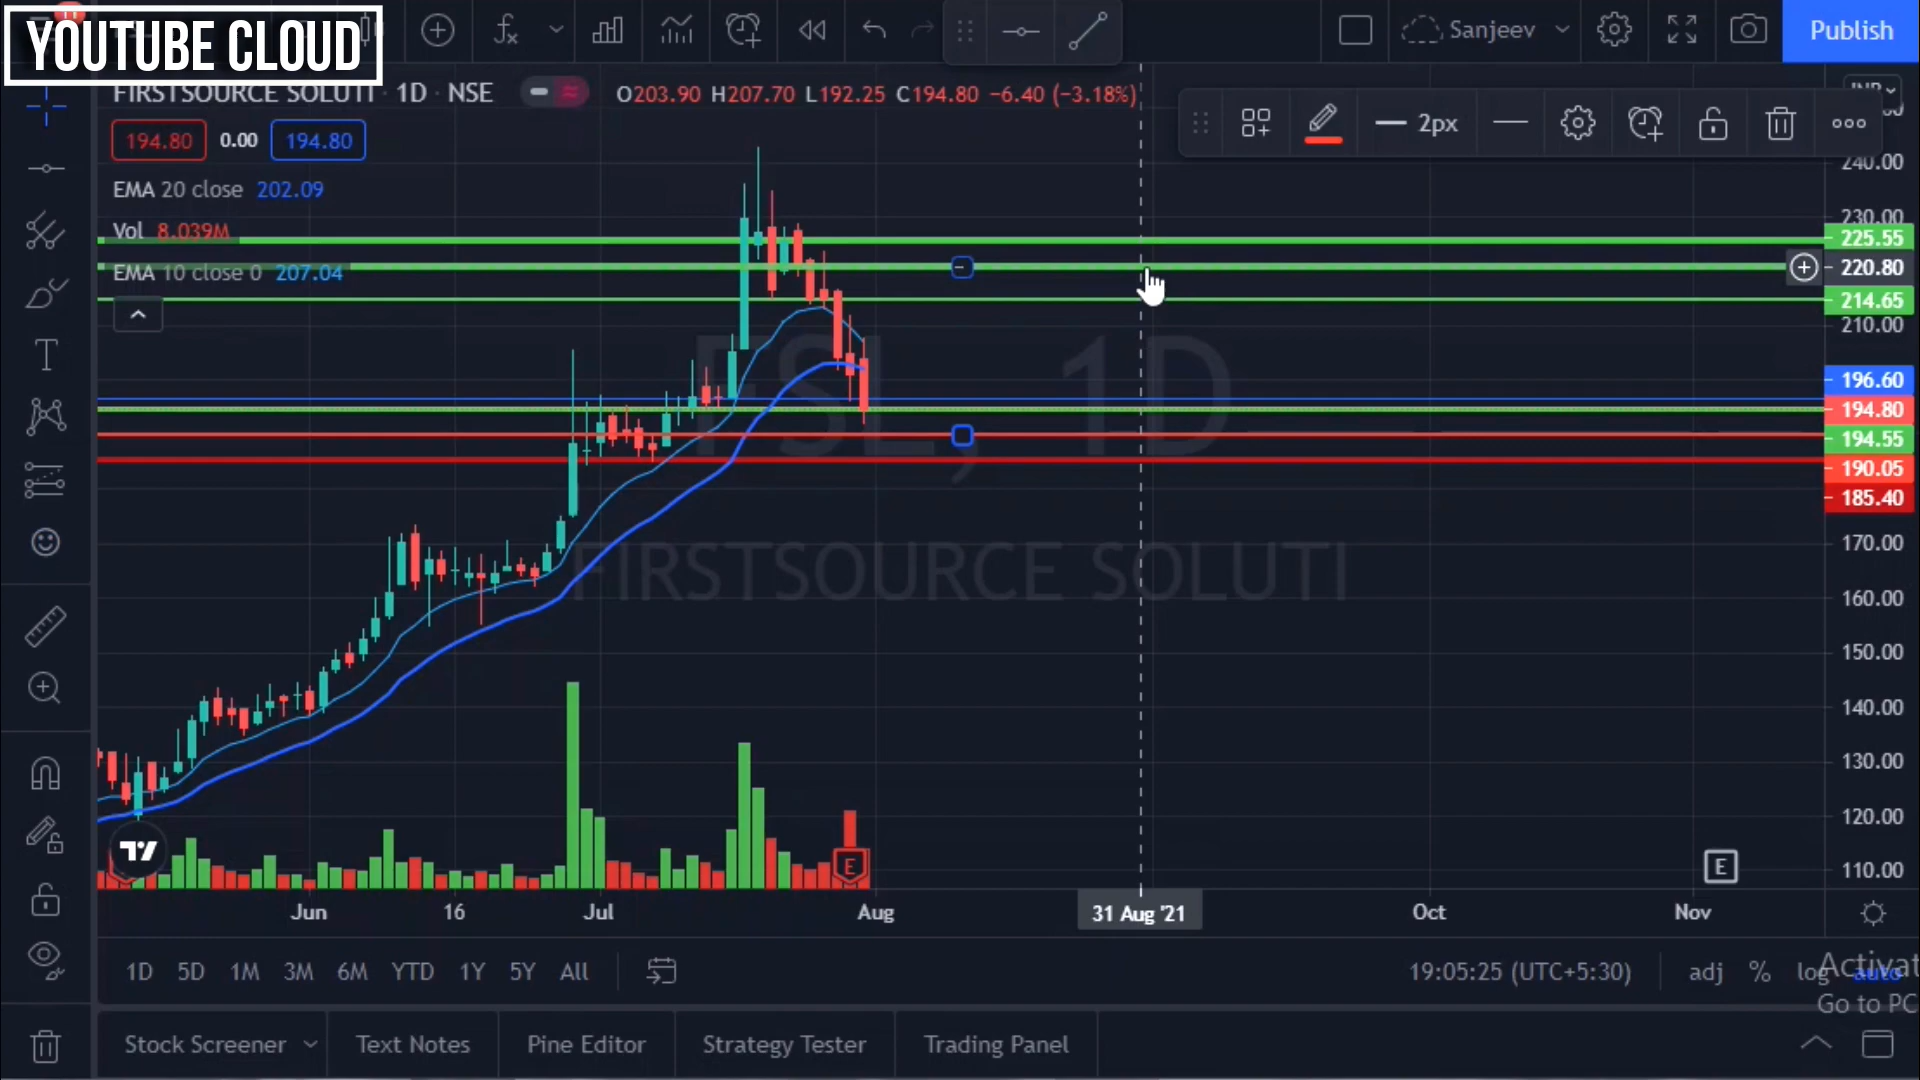 YOUTUBE CLOUD
Sanjeev
Publish
FIRSTSOURCE SOLUTI · 1D · NSE
O203.90 H207.70 L192.25 C194.80 −6.40 (−3.18%)
2px
194.80 0.00 194.80
EMA 20 close 202.09
Vol 8.039M
EMA 10 close 0 207.04
240.00
230.00
225.55
220.80
214.65
210.00
196.60
194.80
194.55
190.05
185.40
170.00
160.00
150.00
140.00
130.00
120.00
110.00
FSL, 1D
FIRSTSOURCE SOLUTI
E
E
Jun 16 Jul Aug 31 Aug '21 Oct Nov
1D 5D 1M 3M 6M YTD 1Y 5Y All
19:05:25 (UTC+5:30) adj % log auto
Activat
Go to PC
Stock Screener Text Notes Pine Editor Strategy Tester Trading Panel